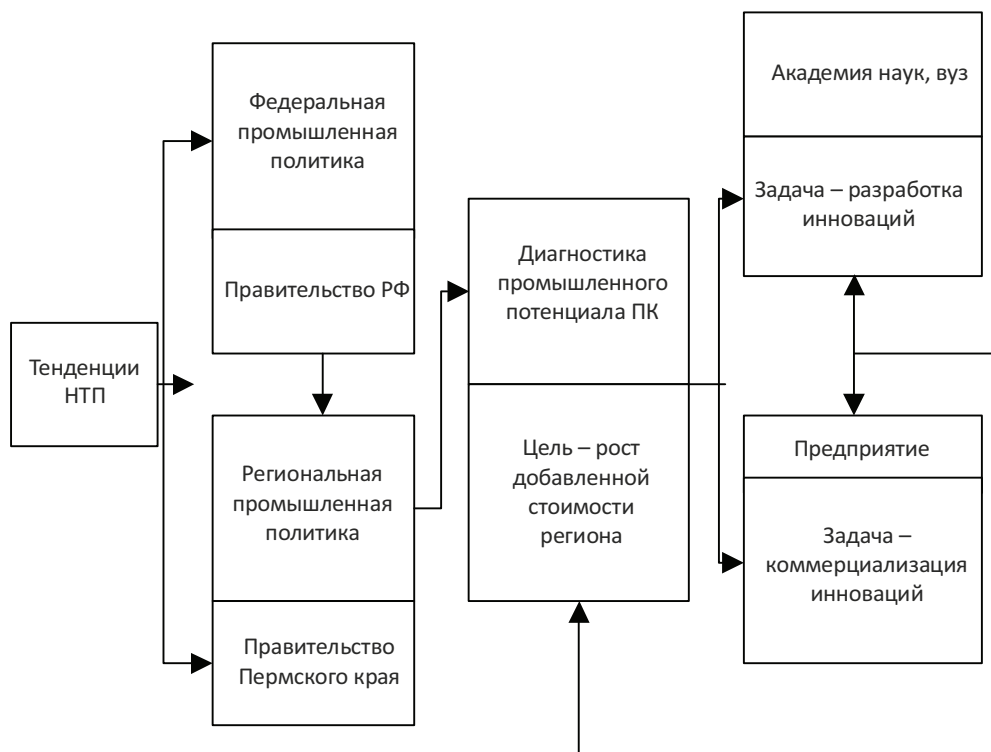 Тенденции
НТП
Федеральная
промышленная
политика
Правительство РФ
Региональная
промышленная
политика
Правительство
Пермского края
Диагностика
промышленного
потенциала ПК
Цель – рост
добавленной
стоимости
региона
Академия наук, вуз
Задача – разработка
инноваций
Предприятие
Задача –
коммерциализация
инноваций